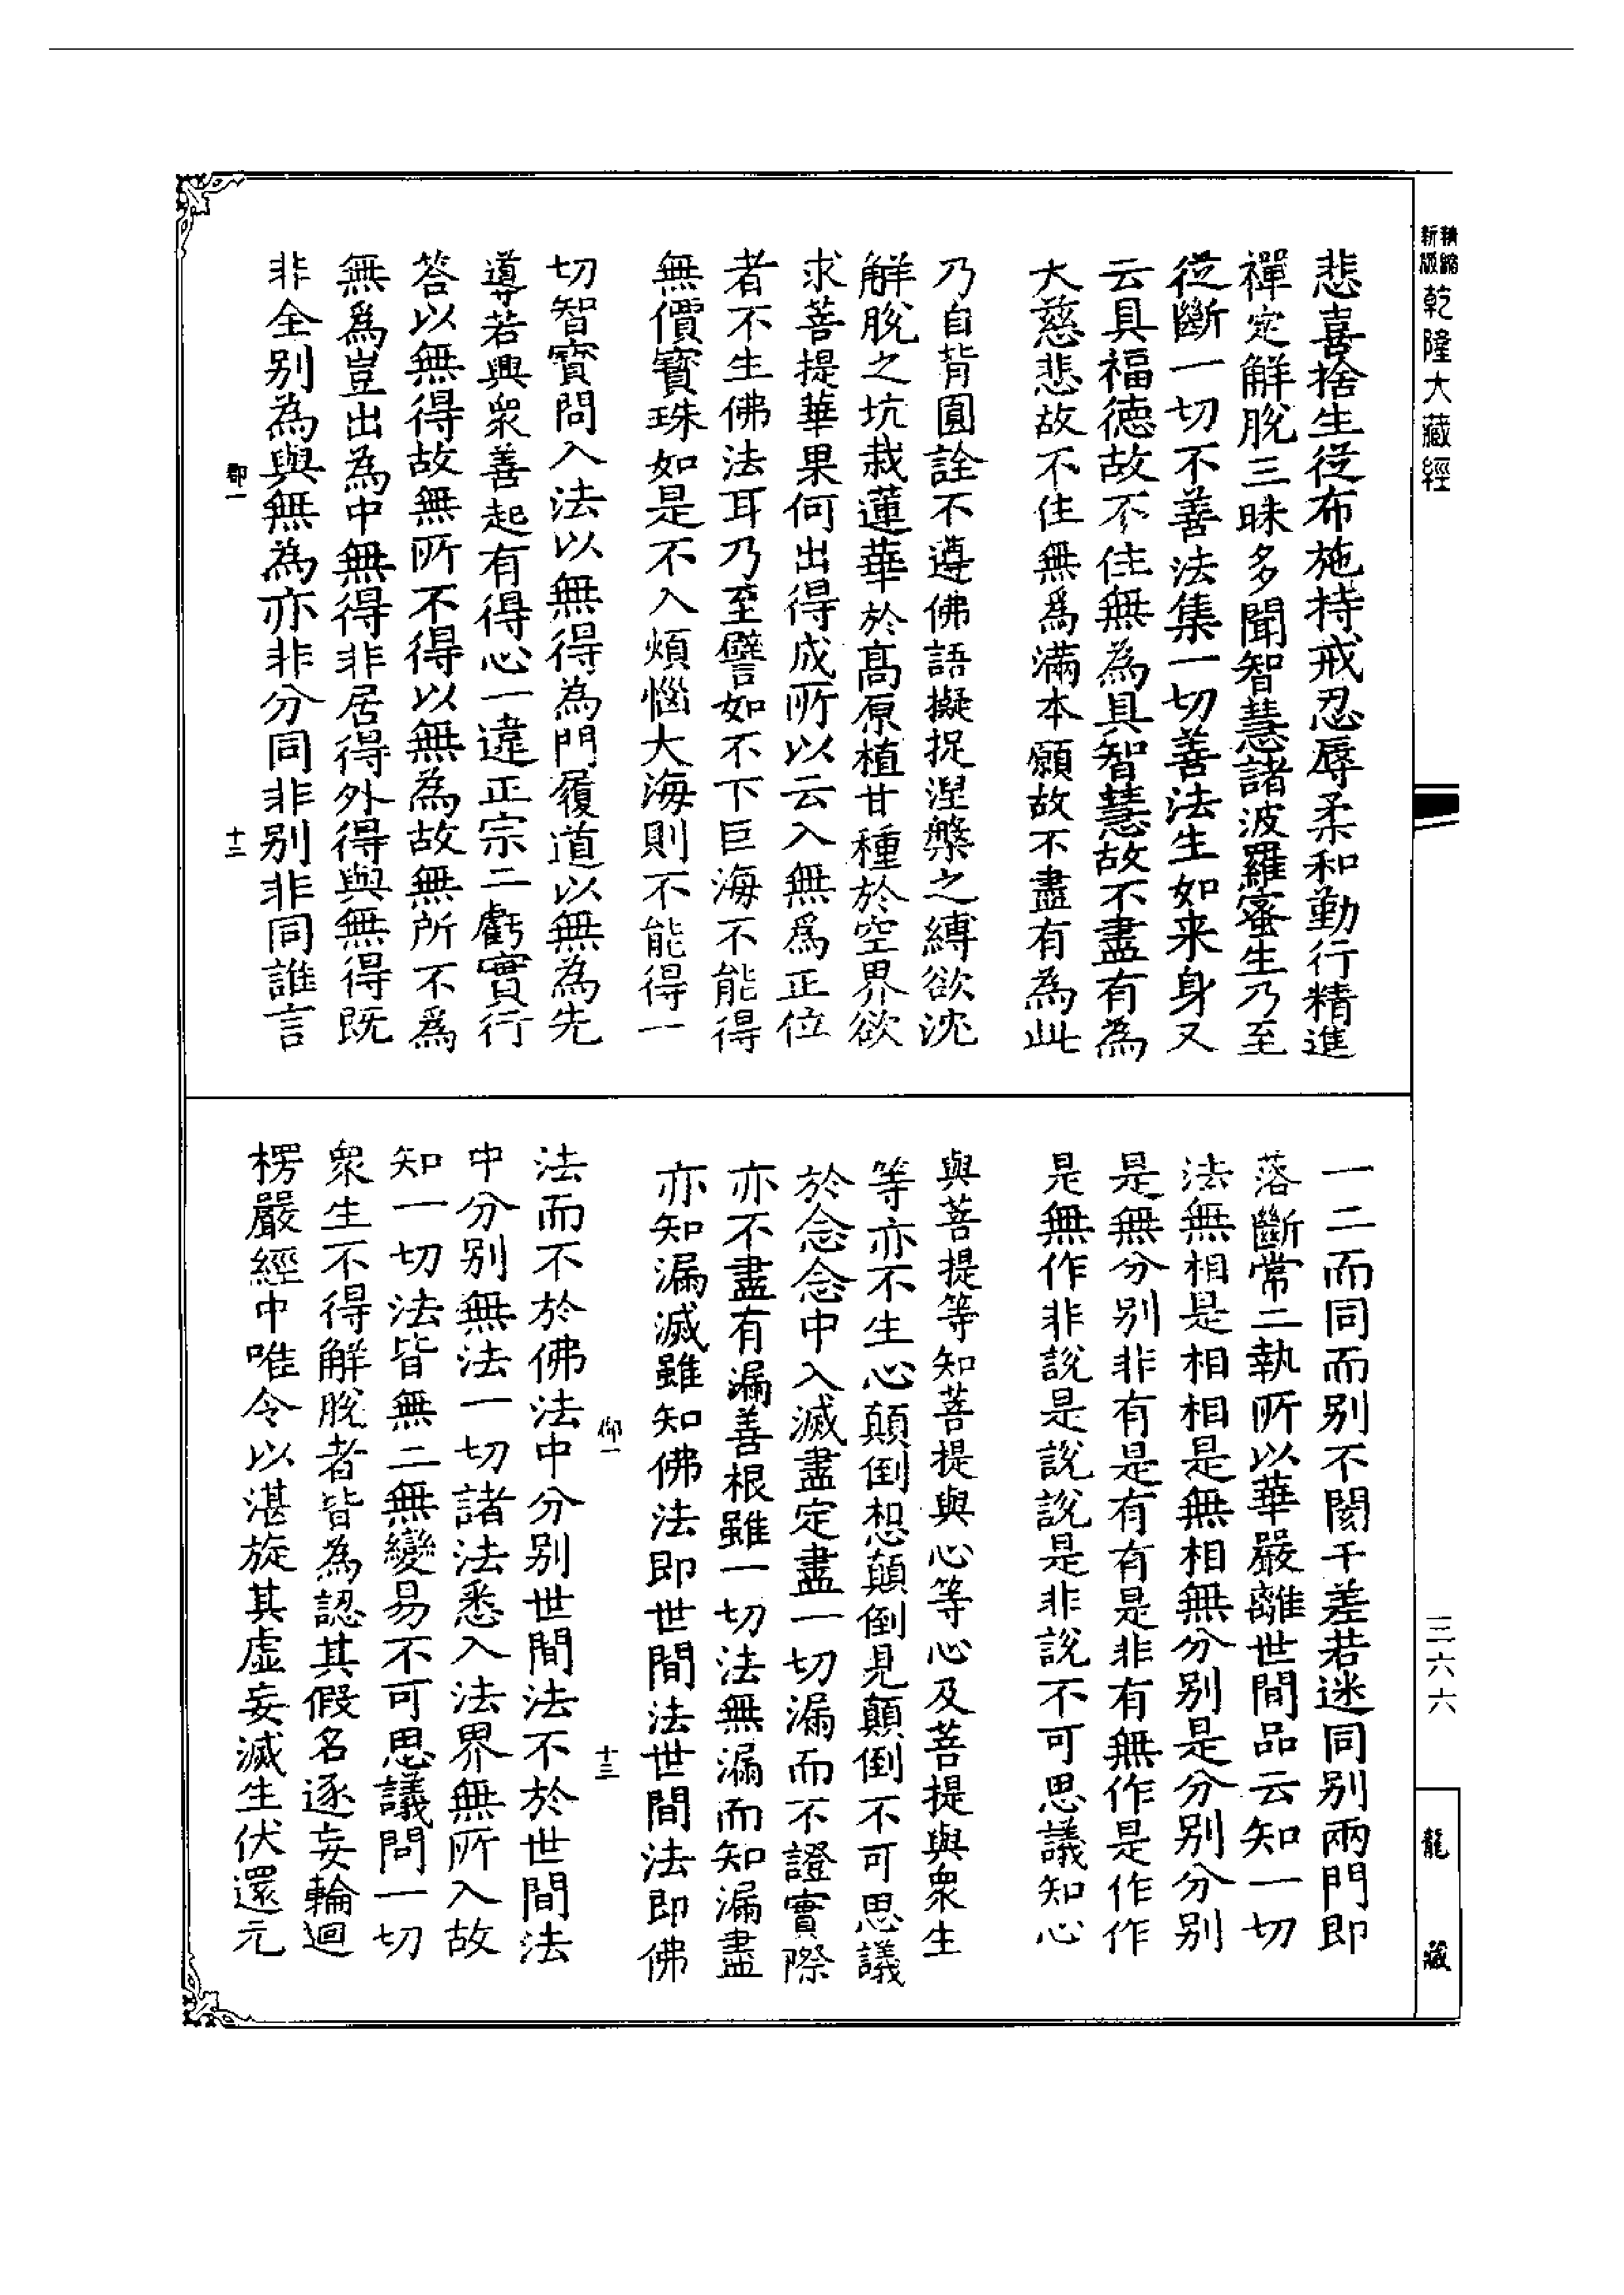 精縮
新版
乾隆大藏經
悲喜捨生從布施持戒忍辱柔和勤行精進
禪定解脫三昧多聞智慧諸波羅蜜生乃至
從斷一切不善法集一切善法生如来身又
云具福德故不住無為具智慧故不盡有為
大慈悲故不住無為滿本願故不盡有為此
乃自背圓詮不遵佛語擬捉涅槃之縛欲沈
解脫之坑栽蓮華於髙原植甘種於空界欲
求菩提華果何出得成所以云入無為正位
者不生佛法耳乃至譬如不下巨海不能得
無價寶珠如是不入煩惱大海則不能得一
切智寶問入法以無得為門履道以無為先
導若興衆善起有得心一違正宗二虧實行
答以無得故無所不得以無為故無所不為
無為豈出為中無得非居得外得與無得既
非全别為與無為亦非分同非别非同誰言
鄣一
十二
一二而同而别不閡千差若迷同别兩門即
落斷常二執所以華嚴離世間品云知一切
法無相是相相是無相無分别是分别分别
是無分别非有是有有是非有無作是作作
是無作非說是說說是非說不可思議知心
與菩提等知菩提與心等心及菩提與衆生
等亦不生心顛倒想顛倒見顛倒不可思議
於念念中入滅盡定盡一切漏而不證實際
亦不盡有漏善根雖一切法無漏而知漏盡
亦知漏滅雖知佛法即世間法世間法即佛
法而不於佛法中分别世間法不於世間法
中分别無法一切諸法悉入法界無所入故
知一切法皆無二無變易不可思議問一切
衆生不得解脫者皆為認其假名逐妄輪迴
楞嚴經中唯令以湛旋其虛妄滅生伏還元
十三
三六六
龍藏